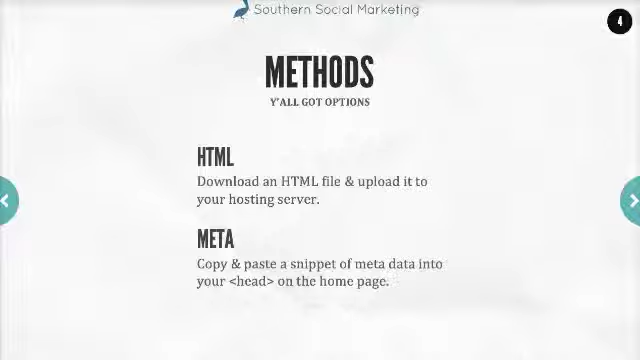 Southern Social Marketing
4
METHODS
Y'ALL GOT OPTIONS
HTML
Download an HTML file & upload it to
your hosting server.
META
Copy & paste a snippet of meta data into
your <head> on the home page.